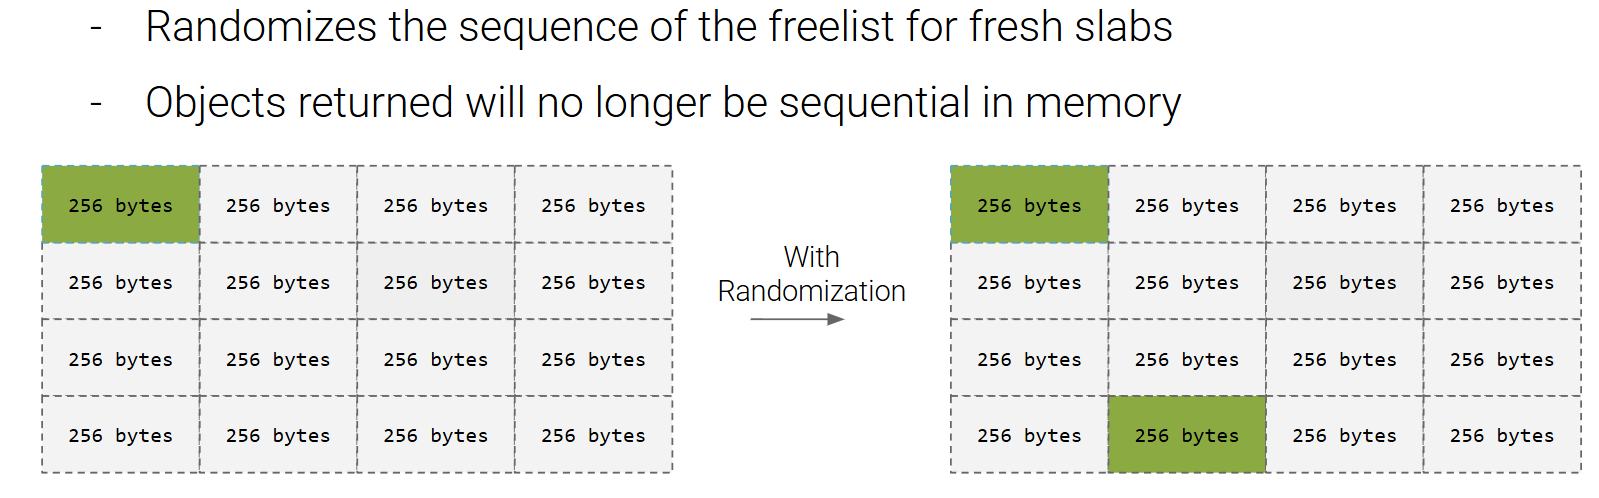 - Randomizes the sequence of the freelist for fresh slabs
- Objects returned will no longer be sequential in memory
256 bytes 256 bytes 256 bytes 256 bytes
256 bytes 256 bytes 256 bytes 256 bytes
256 bytes 256 bytes 256 bytes 256 bytes
256 bytes 256 bytes 256 bytes 256 bytes
With
Randomization
256 bytes 256 bytes 256 bytes 256 bytes
256 bytes 256 bytes 256 bytes 256 bytes
256 bytes 256 bytes 256 bytes 256 bytes
256 bytes 256 bytes 256 bytes 256 bytes